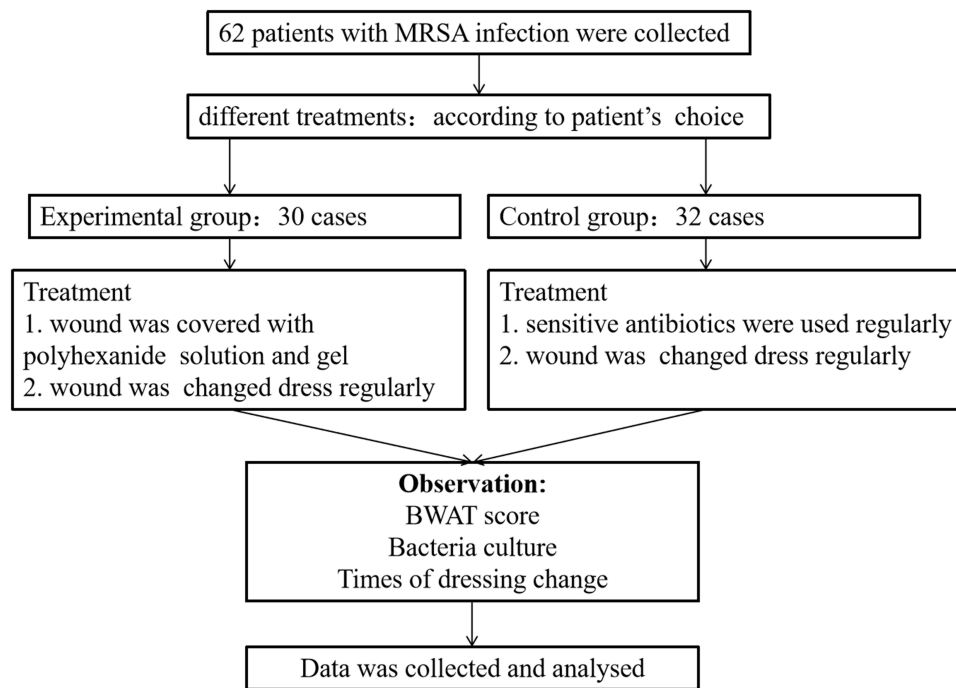 62 patients with MRSA infection were collected
different treatments：according to patient’s choice
Experimental group：30 cases
Control group：32 cases
Treatment
1. wound was covered with
polyhexanide solution and gel
2. wound was changed dress regularly
Treatment
1. sensitive antibiotics were used regularly
2. wound was changed dress regularly
Observation:
BWAT score
Bacteria culture
Times of dressing change
Data was collected and analysed